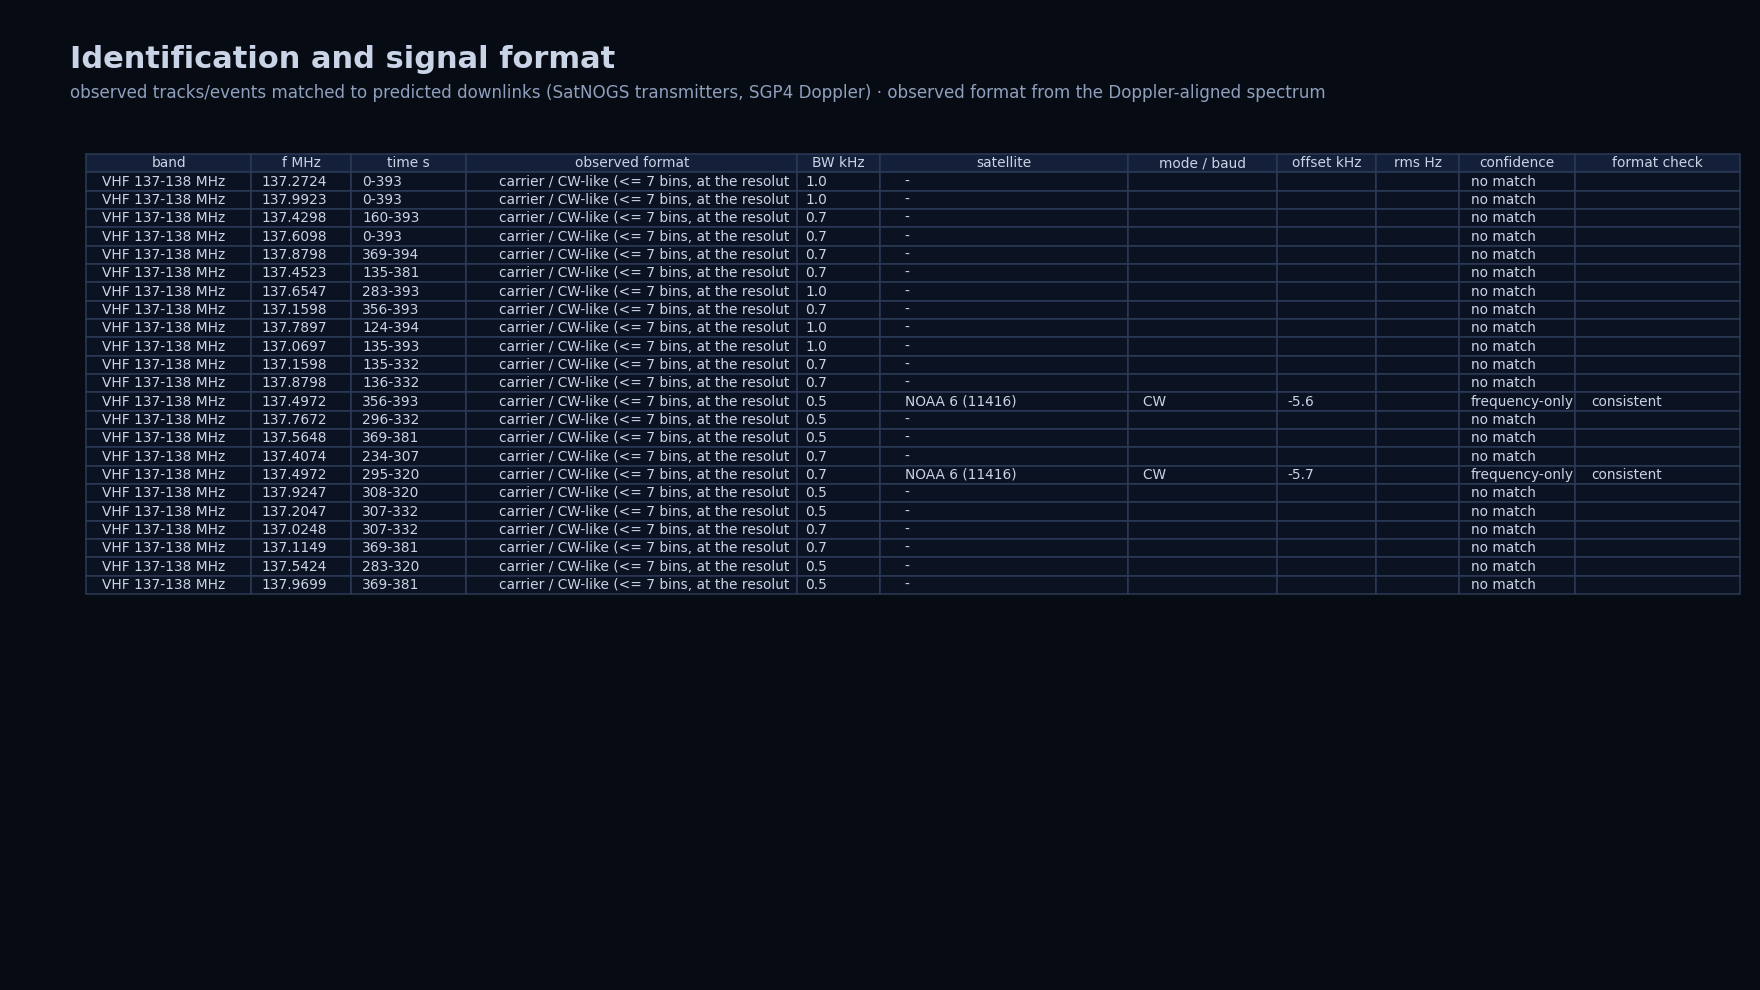 Identification and signal format
observed tracks/events matched to predicted downlinks (SatNOGS transmitters, SGP4 Doppler) · observed format from the Doppler-aligned spectrum
band f MHz time s observed format BW kHz satellite mode / baud offset kHz rms Hz confidence format check
VHF 137-138 MHz 137.2724 0-393 carrier / CW-like (<= 7 bins, at the resolut 1.0 - no match
VHF 137-138 MHz 137.9923 0-393 carrier / CW-like (<= 7 bins, at the resolut 1.0 - no match
VHF 137-138 MHz 137.4298 160-393 carrier / CW-like (<= 7 bins, at the resolut 0.7 - no match
VHF 137-138 MHz 137.6098 0-393 carrier / CW-like (<= 7 bins, at the resolut 0.7 - no match
VHF 137-138 MHz 137.8798 369-394 carrier / CW-like (<= 7 bins, at the resolut 0.7 - no match
VHF 137-138 MHz 137.4523 135-381 carrier / CW-like (<= 7 bins, at the resolut 0.7 - no match
VHF 137-138 MHz 137.6547 283-393 carrier / CW-like (<= 7 bins, at the resolut 1.0 - no match
VHF 137-138 MHz 137.1598 356-393 carrier / CW-like (<= 7 bins, at the resolut 0.7 - no match
VHF 137-138 MHz 137.7897 124-394 carrier / CW-like (<= 7 bins, at the resolut 1.0 - no match
VHF 137-138 MHz 137.0697 135-393 carrier / CW-like (<= 7 bins, at the resolut 1.0 - no match
VHF 137-138 MHz 137.1598 135-332 carrier / CW-like (<= 7 bins, at the resolut 0.7 - no match
VHF 137-138 MHz 137.8798 136-332 carrier / CW-like (<= 7 bins, at the resolut 0.7 - no match
VHF 137-138 MHz 137.4972 356-393 carrier / CW-like (<= 7 bins, at the resolut 0.5 NOAA 6 (11416) CW -5.6 frequency-only consistent
VHF 137-138 MHz 137.7672 296-332 carrier / CW-like (<= 7 bins, at the resolut 0.5 - no match
VHF 137-138 MHz 137.5648 369-381 carrier / CW-like (<= 7 bins, at the resolut 0.5 - no match
VHF 137-138 MHz 137.4074 234-307 carrier / CW-like (<= 7 bins, at the resolut 0.7 - no match
VHF 137-138 MHz 137.4972 295-320 carrier / CW-like (<= 7 bins, at the resolut 0.7 NOAA 6 (11416) CW -5.7 frequency-only consistent
VHF 137-138 MHz 137.9247 308-320 carrier / CW-like (<= 7 bins, at the resolut 0.5 - no match
VHF 137-138 MHz 137.2047 307-332 carrier / CW-like (<= 7 bins, at the resolut 0.5 - no match
VHF 137-138 MHz 137.0248 307-332 carrier / CW-like (<= 7 bins, at the resolut 0.7 - no match
VHF 137-138 MHz 137.1149 369-381 carrier / CW-like (<= 7 bins, at the resolut 0.7 - no match
VHF 137-138 MHz 137.5424 283-320 carrier / CW-like (<= 7 bins, at the resolut 0.5 - no match
VHF 137-138 MHz 137.9699 369-381 carrier / CW-like (<= 7 bins, at the resolut 0.5 - no match